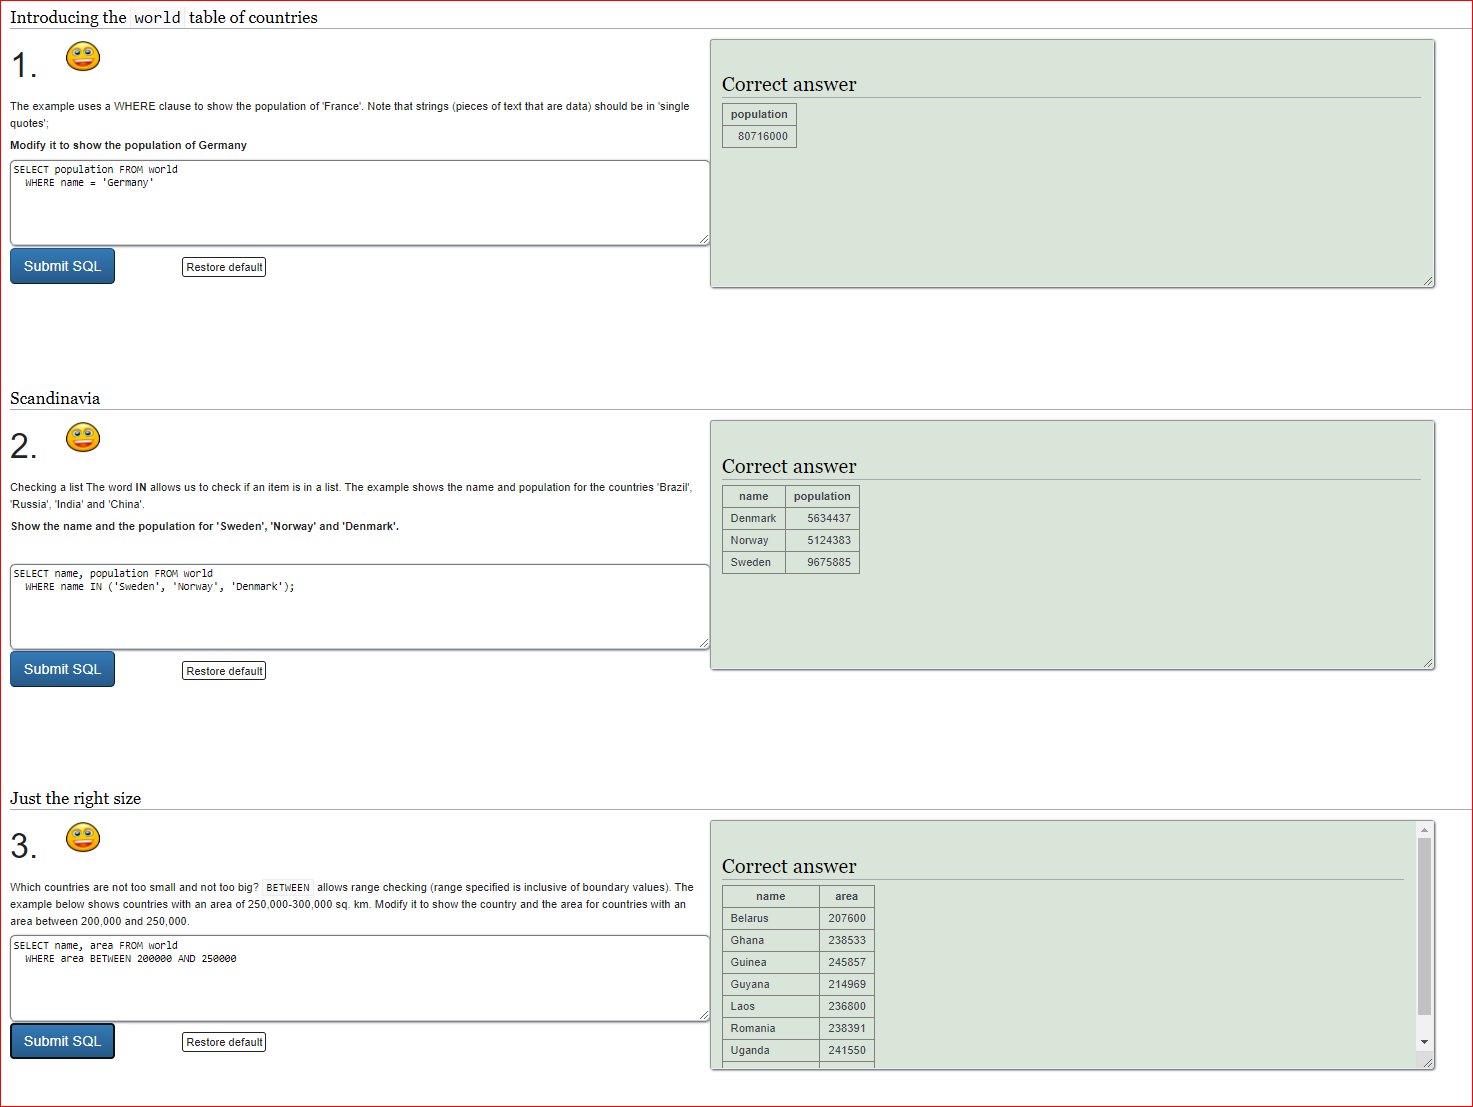 Introducing the world table of countries
1.
The example uses a WHERE clause to show the population of 'France'. Note that strings (pieces of text that are data) should be in 'single
quotes';
Modify it to show the population of Germany
SELECT population FROM world
WHERE name = 'Germany'
Submit SQL
Restore default
Correct answer
population
80716000
Scandinavia
2.
Checking a list The word IN allows us to check if an item is in a list. The example shows the name and population for the countries 'Brazil',
'Russia', 'India' and 'China'.
Show the name and the population for 'Sweden', 'Norway' and 'Denmark'.
SELECT name, population FROM world
WHERE name IN ('Sweden', 'Norway', 'Denmark');
Submit SQL
Restore default
Correct answer
name population
Denmark 5634437
Norway 5124383
Sweden 9675885
Just the right size
3.
Which countries are not too small and not too big? BETWEEN allows range checking (range specified is inclusive of boundary values). The
example below shows countries with an area of 250,000-300,000 sq. km. Modify it to show the country and the area for countries with an
area between 200,000 and 250,000.
SELECT name, area FROM world
WHERE area BETWEEN 200000 AND 250000
Submit SQL
Restore default
Correct answer
name area
Belarus 207600
Ghana 238533
Guinea 245857
Guyana 214969
Laos 236800
Romania 238391
Uganda 241550